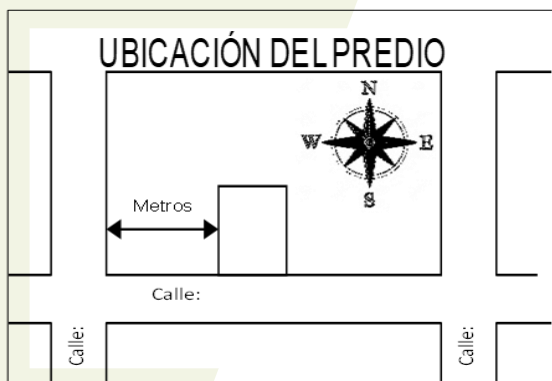 UBICACIÓN DEL PREDIO
N
W E
S
Metros
Calle:
Calle:
Calle: